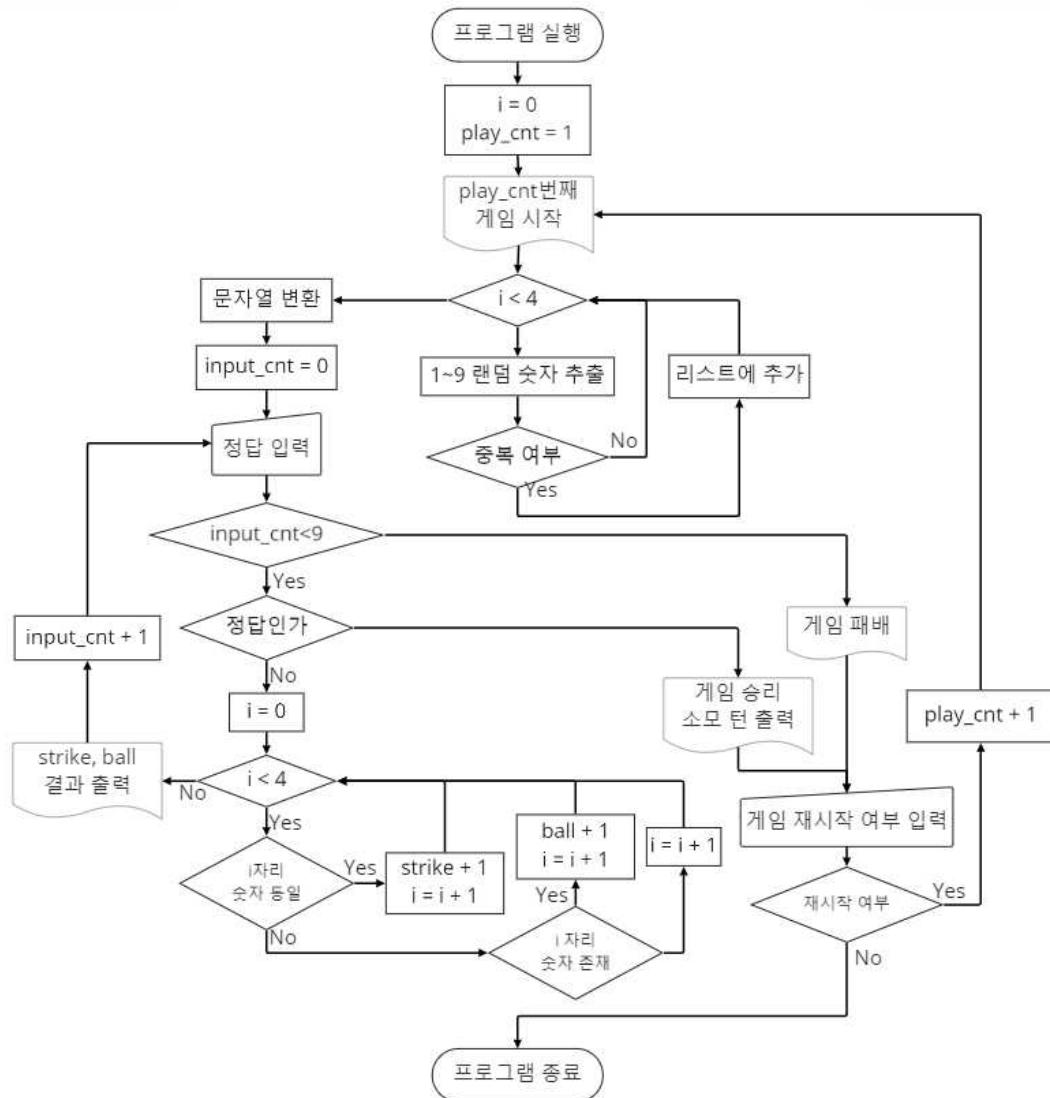 프로그램 실행
i = 0
play_cnt = 1
play_cnt번째
게임 시작
i < 4
문자열 변환
input_cnt = 0
1~9 랜덤 숫자 추출
리스트에 추가
정답 입력
중복 여부
No
Yes
input_cnt<9
Yes
정답인가
No
input_cnt + 1
게임 패배
게임 승리
소모 턴 출력
play_cnt + 1
i = 0
strike, ball
결과 출력
i < 4
No
Yes
게임 재시작 여부 입력
i자리
숫자 동일
Yes
strike + 1
i = i + 1
ball + 1
i = i + 1
i = i + 1
No
Yes
i 자리
숫자 존재
재시작 여부
Yes
No
프로그램 종료